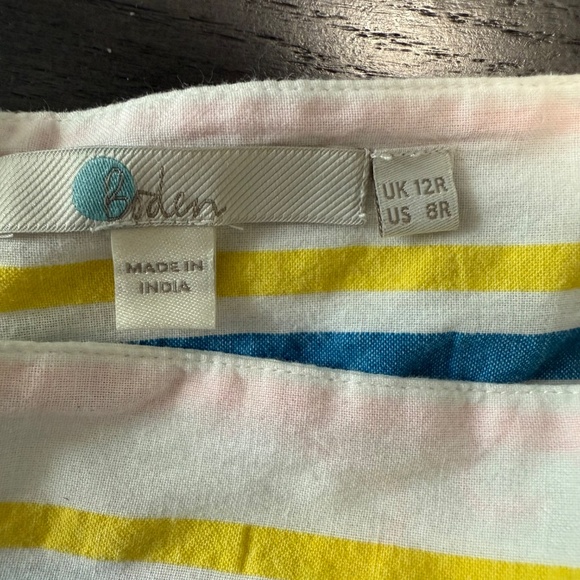 Boden
UK 12R
US 8R
MADE IN
INDIA